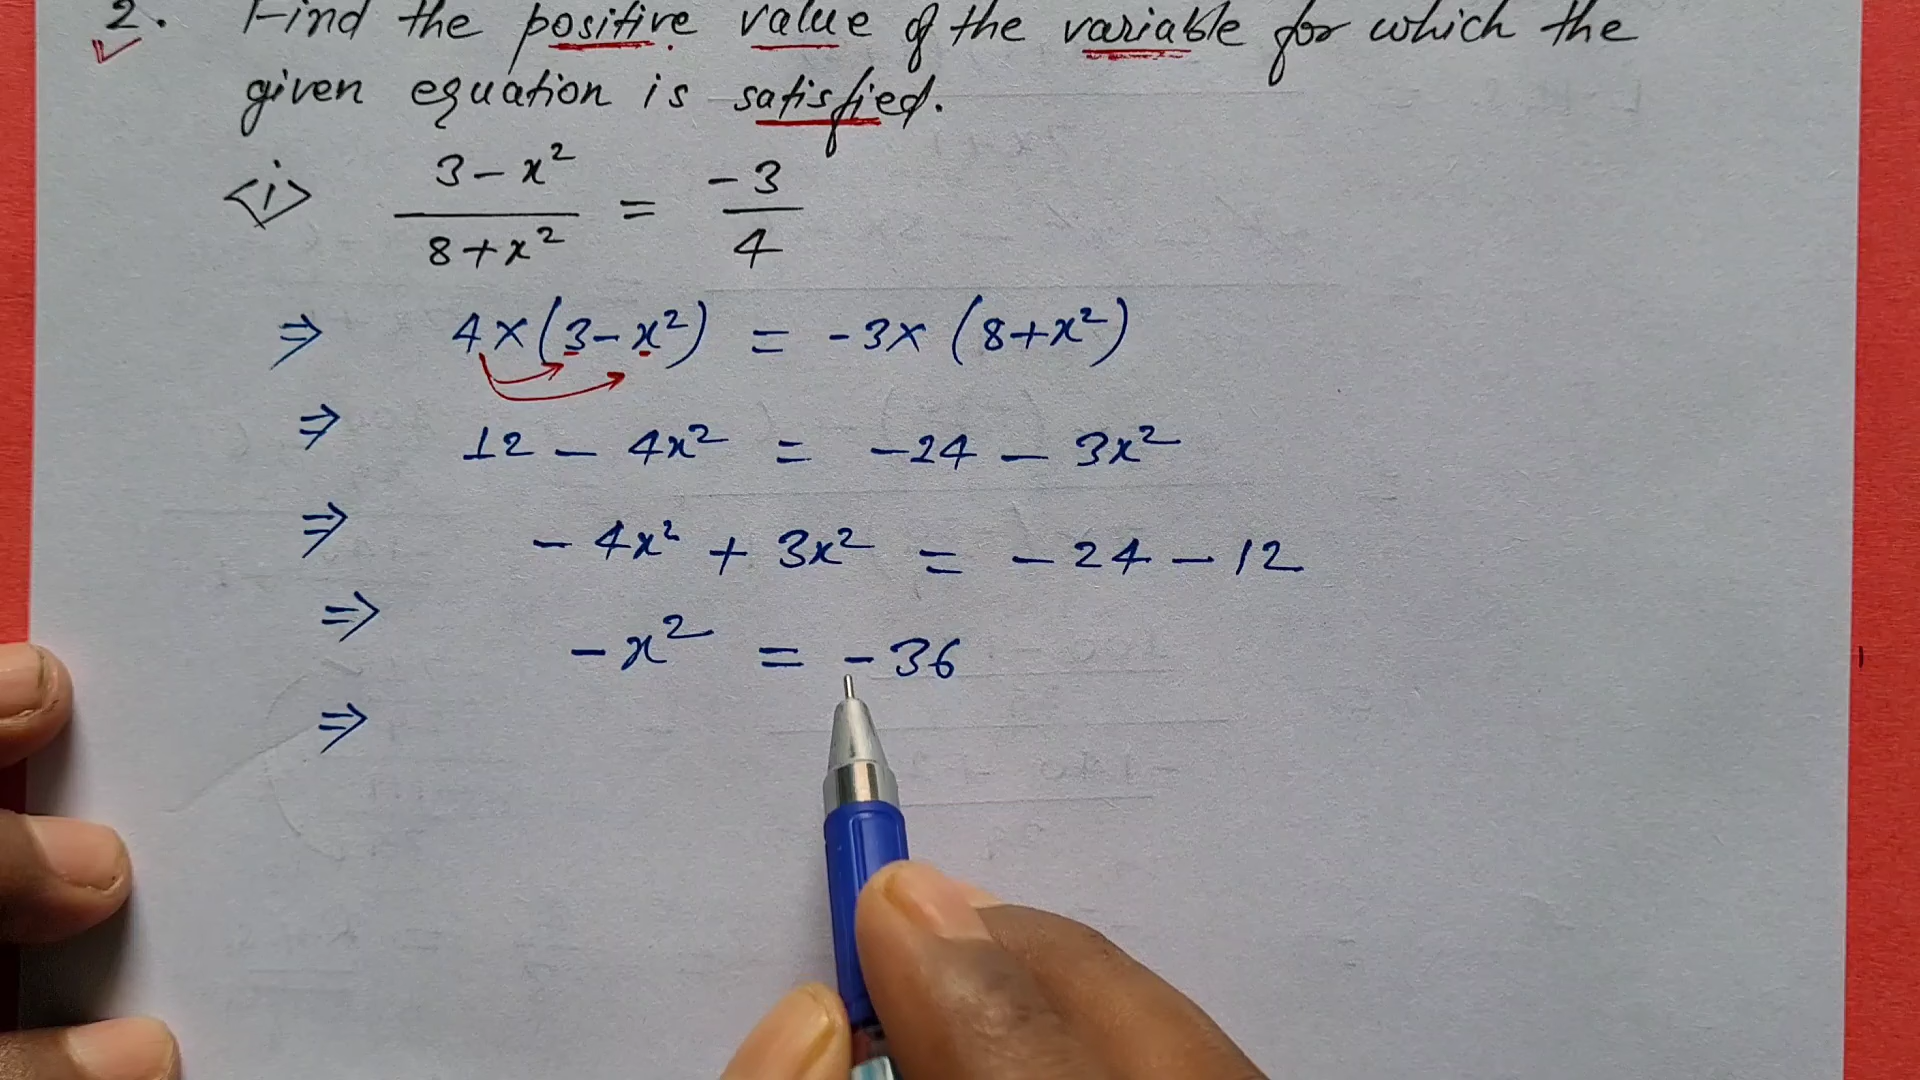 2. Find the positive value of the variable for which the
given equation is satisfied.
<i> (3 - x²)/(8 + x²) = -3/4
⇒ 4 × (3 - x²) = -3 × (8 + x²)
⇒ 12 - 4x² = -24 - 3x²
⇒ -4x² + 3x² = -24 - 12
⇒ -x² = -36
⇒